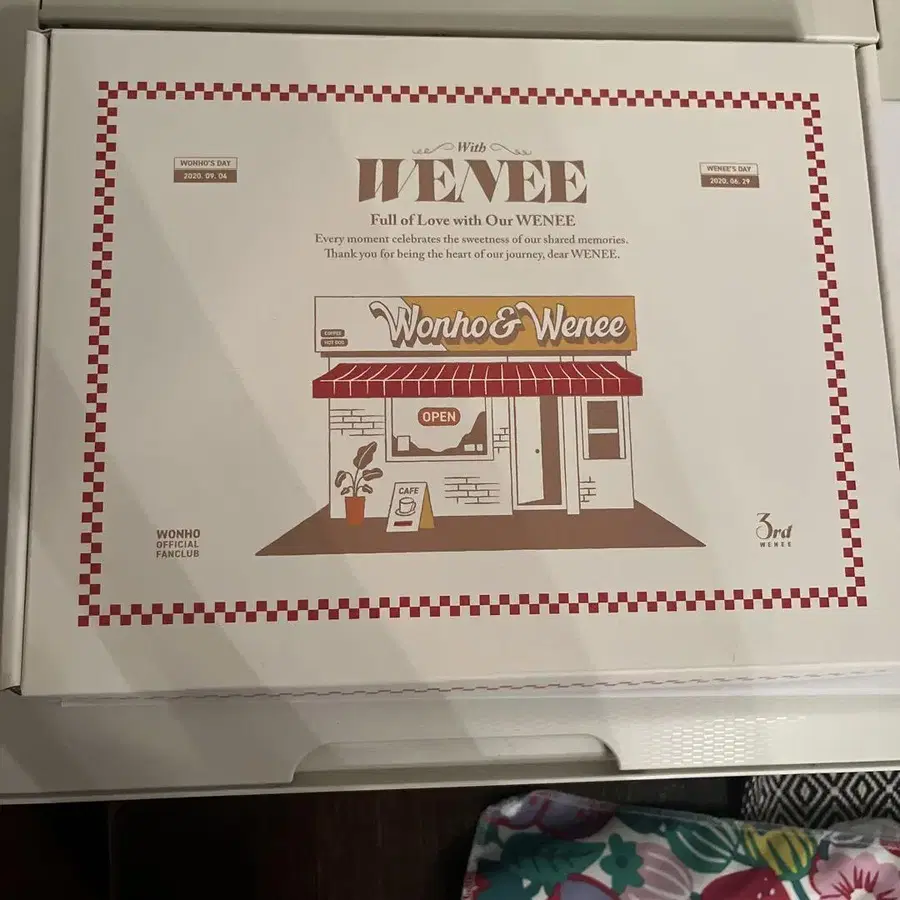 With
WENEE
WONHO'S DAY
2020. 09. 04
WENEE'S DAY
2020. 06. 29
Full of Love with Our WENEE
Every moment celebrates the sweetness of our shared memories.
Thank you for being the heart of our journey, dear WENEE.
Wonho & Wenee
COFFEE
HOT DOG
OPEN
CAFE
WONHO
OFFICIAL
FANCLUB
3rd
WENEE